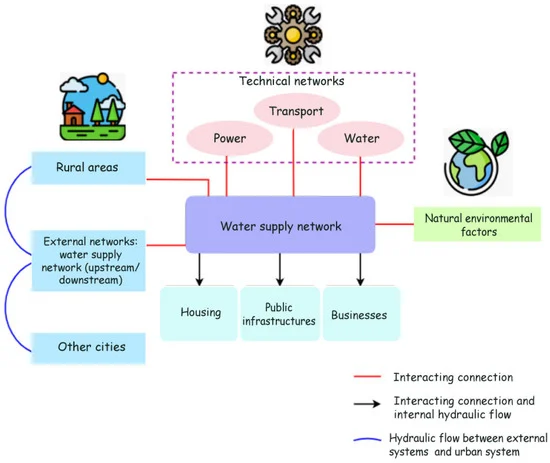 Technical networks
Transport
Power
Water
Rural areas
Water supply network
Natural environmental
factors
External networks:
water supply
network (upstream/
downstream)
Housing
Public
infrastructures
Businesses
Other cities
Interacting connection
Interacting connection and
internal hydraulic flow
Hydraulic flow between external
systems and urban system